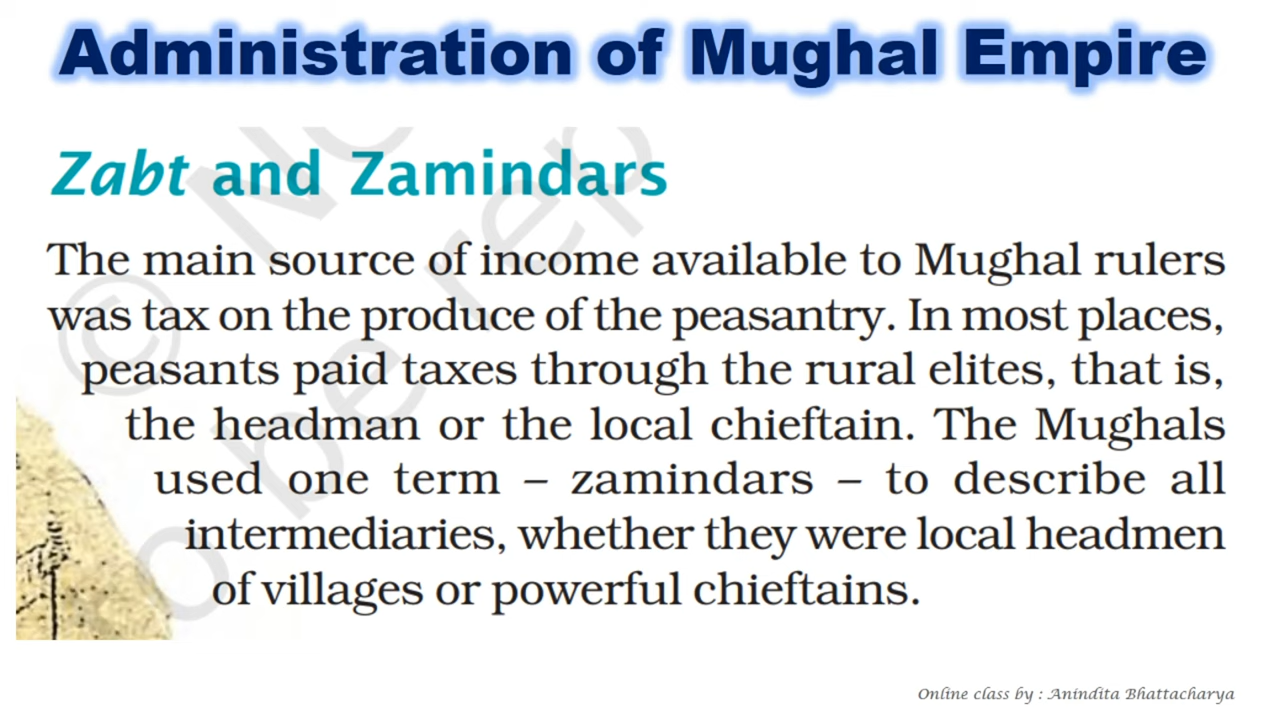 Administration of Mughal Empire
Zabt and Zamindars
The main source of income available to Mughal rulers
was tax on the produce of the peasantry. In most places,
peasants paid taxes through the rural elites, that is,
the headman or the local chieftain. The Mughals
used one term – zamindars – to describe all
intermediaries, whether they were local headmen
of villages or powerful chieftains.
Online class by : Anindita Bhattacharya